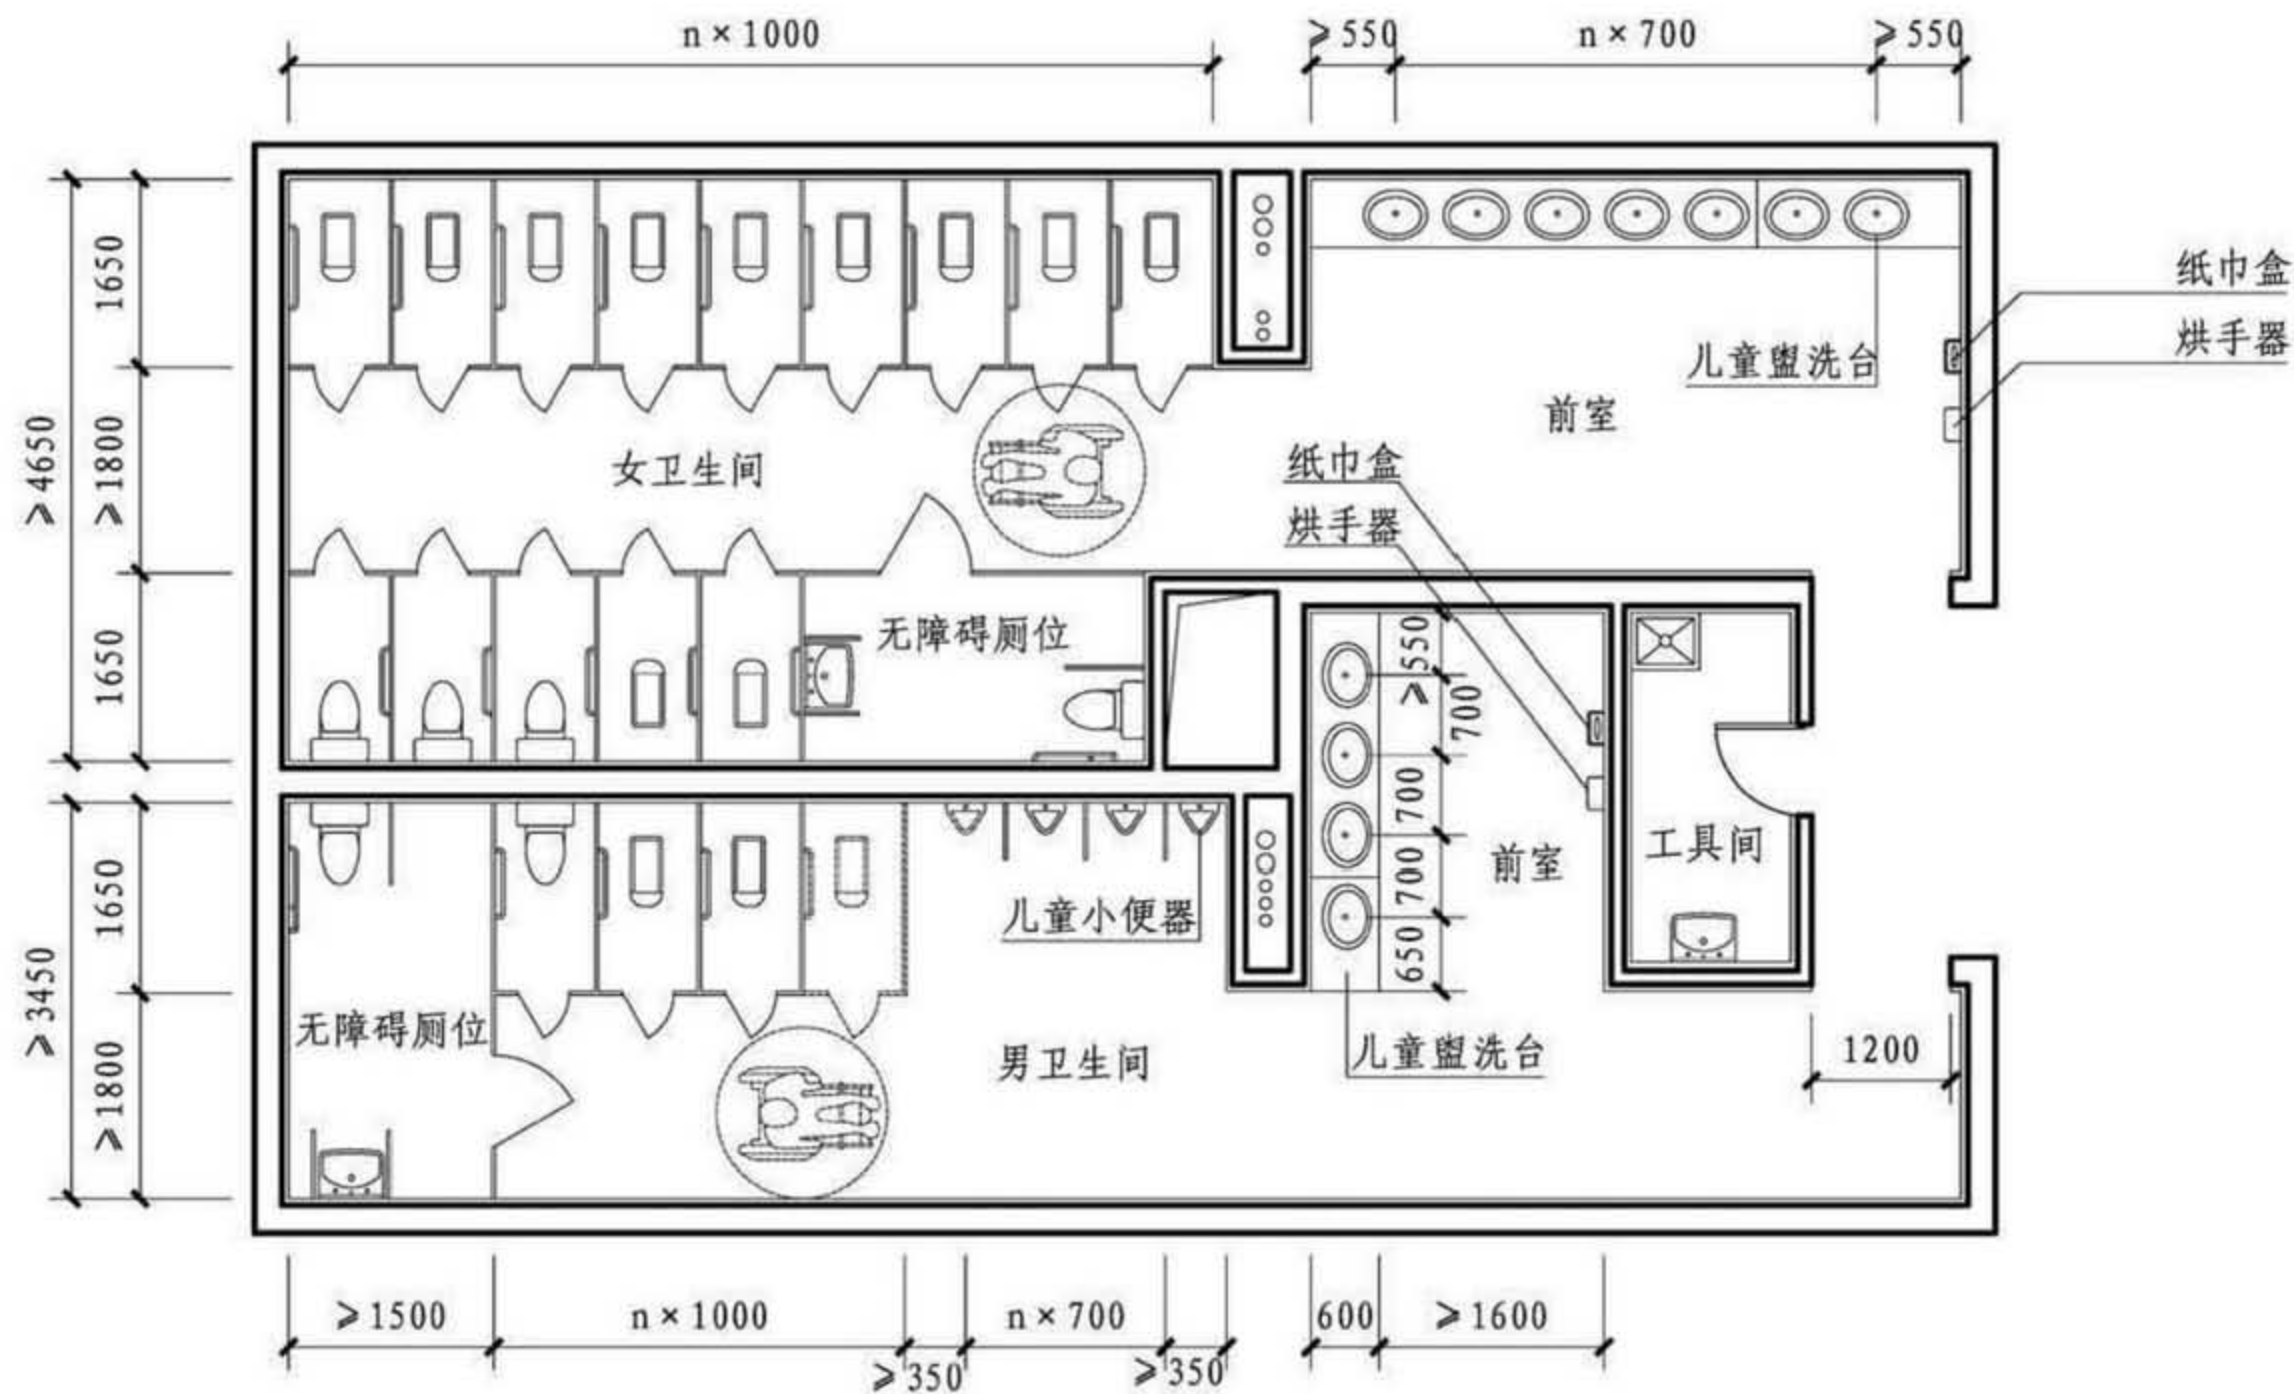 n×1000
≥550
n×700
≥550
纸巾盒
烘手器
1650
儿童盥洗台
前室
≥4650
≥1800
女卫生间
纸巾盒
烘手器
1650
无障碍厕位
≥550
700
700
700
650
前室
工具间
1650
儿童小便器
≥3450
≥1800
无障碍厕位
男卫生间
儿童盥洗台
1200
≥1500
n×1000
≥350
n×700
≥350
600
≥1600